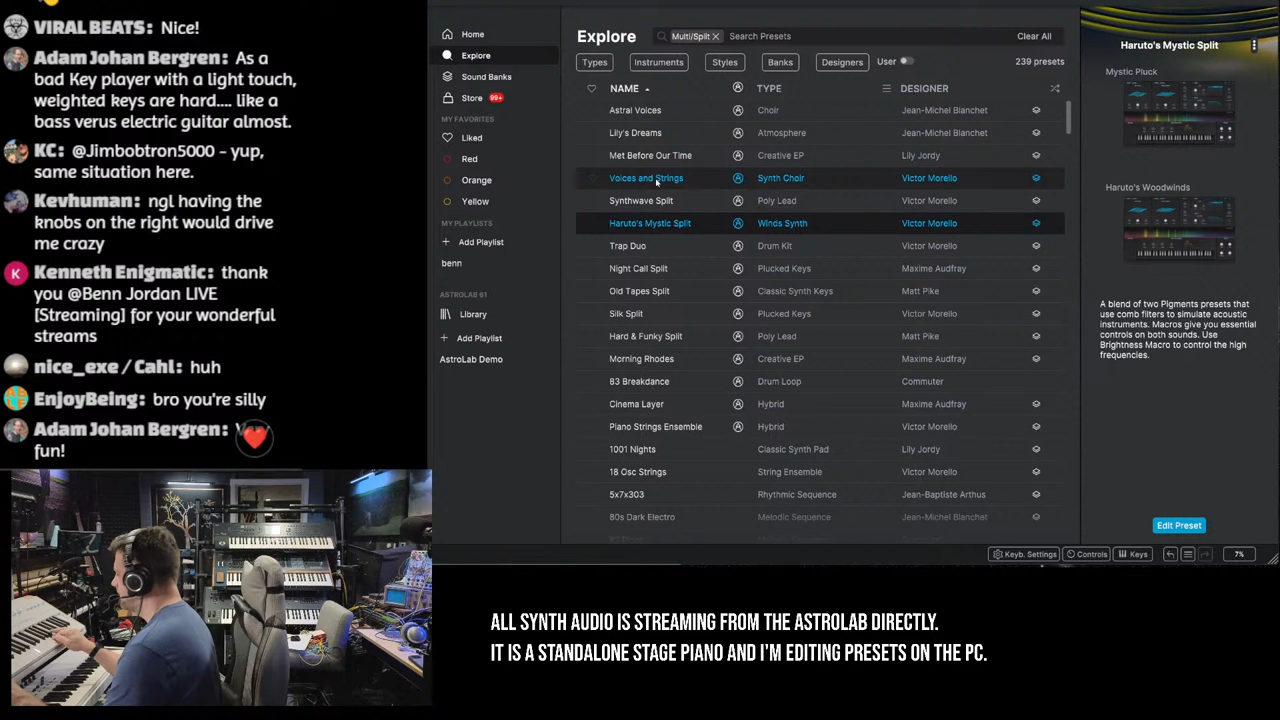 VIRAL BEATS: Nice!
Adam Johan Bergren: As a
bad Key player with a light touch,
weighted keys are hard.... like a
bass verus electric guitar almost.
KC: @Jimbobtron5000 - yup,
same situation here.
Kevhuman: ngl having the
knobs on the right would drive
me crazy
K
Kenneth Enigmatic: thank
you @Benn Jordan LIVE
[Streaming] for your wonderful
streams
nice_exe / Cahl: huh
EnjoyBeing: bro you're silly
Adam Johan Bergren:
fun!
Home
Explore
Sound Banks
Store 99+
MY FAVORITES
Liked
Red
Orange
Yellow
MY PLAYLISTS
+ Add Playlist
benn
ASTROLAB 61
Library
+ Add Playlist
AstroLab Demo
Explore Multi/Split × Search Presets Clear All
Types Instruments Styles Banks Designers User 239 presets
NAME TYPE DESIGNER
Astral Voices Choir Jean-Michel Blanchet
Lily's Dreams Atmosphere Jean-Michel Blanchet
Met Before Our Time Creative EP Lily Jordy
Voices and Strings Synth Choir Victor Morello
Synthwave Split Poly Lead Victor Morello
Haruto's Mystic Split Winds Synth Victor Morello
Trap Duo Drum Kit Victor Morello
Night Call Split Plucked Keys Maxime Audfray
Old Tapes Split Classic Synth Keys Matt Pike
Silk Split Plucked Keys Victor Morello
Hard & Funky Split Poly Lead Matt Pike
Morning Rhodes Creative EP Maxime Audfray
83 Breakdance Drum Loop Commuter
Cinema Layer Hybrid Maxime Audfray
Piano Strings Ensemble Hybrid Victor Morello
1001 Nights Classic Synth Pad Lily Jordy
18 Osc Strings String Ensemble Victor Morello
5x7x303 Rhythmic Sequence Jean-Baptiste Arthus
80s Dark Electro Melodic Sequence Jean-Michel Blanchet
Haruto's Mystic Split
Mystic Pluck
Haruto's Woodwinds
A blend of two Pigments presets that
use comb filters to simulate acoustic
instruments. Macros give you essential
controls on both sounds. Use
Brightness Macro to control the high
frequencies.
Edit Preset
Keyb. Settings Controls Keys 7%
ALL SYNTH AUDIO IS STREAMING FROM THE ASTROLAB DIRECTLY.
IT IS A STANDALONE STAGE PIANO AND I'M EDITING PRESETS ON THE PC.